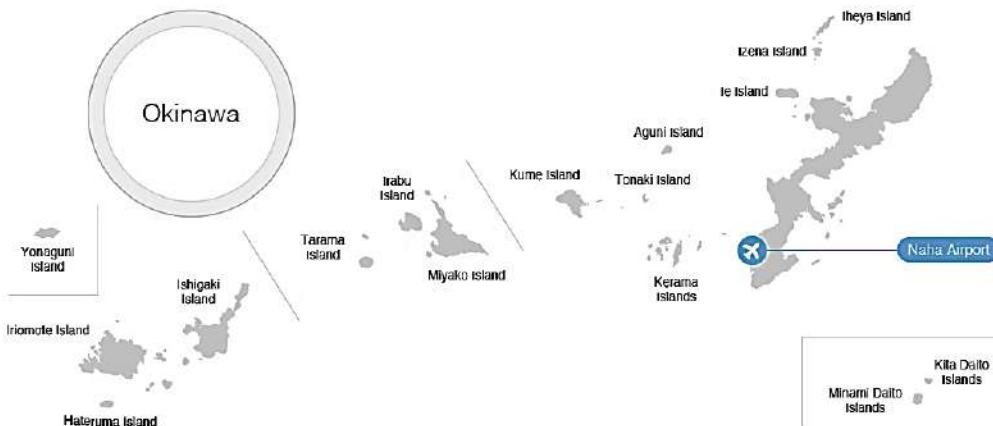 Okinawa
Iheya Island
Izena Island
Ie Island
Aguni Island
Kume Island
Tonaki Island
Irabu
Island
Tarama
Island
Miyako Island
Yonaguni
Island
Naha Airport
Kerama
Islands
Ishigaki
Island
Iriomote Island
Hateruma Island
Kita Daito
Islands
Minami Daito
Islands